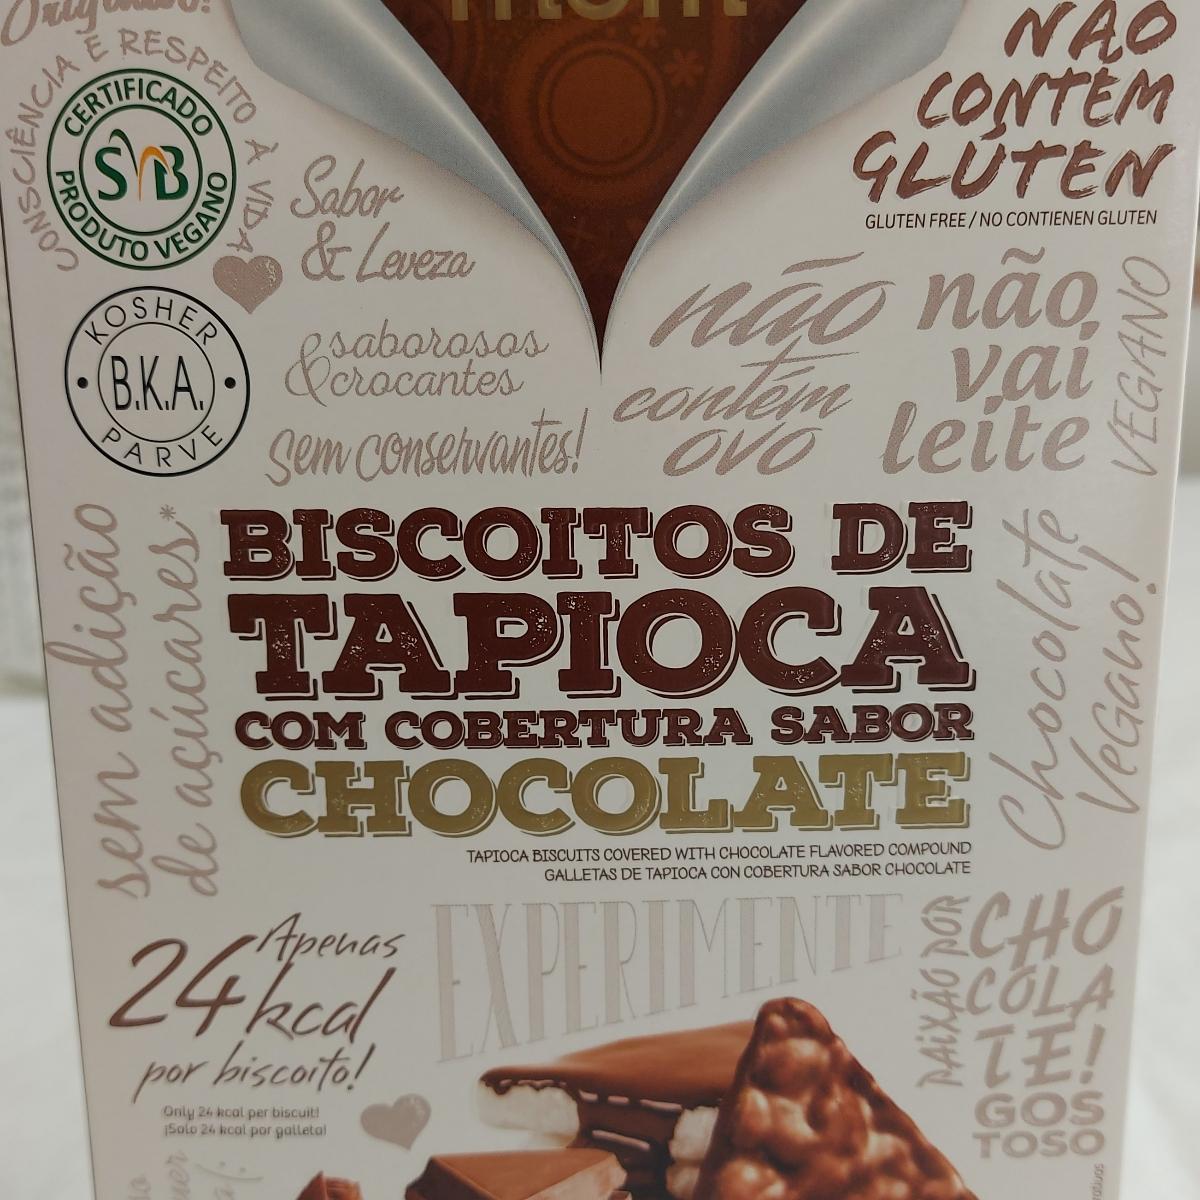 Original!
CONSCIÊNCIA E RESPEITO À VIDA
CERTIFICADO
SVB
PRODUTO VEGANO
NÃO
CONTÉM
GLÚTEN
GLUTEN FREE / NO CONTIENEN GLUTEN
Sabor
& Leveza
KOSHER
B.K.A.
PARVE
saborosos
& crocantes
sem conservantes!
não
contém
ovo
não
vai
leite
VEGANO
sem adição
de açúcares*
BISCOITOS DE
TAPIOCA
COM COBERTURA SABOR
CHOCOLATE
TAPIOCA BISCUITS COVERED WITH CHOCOLATE FLAVORED COMPOUND
GALLETAS DE TAPIOCA CON COBERTURA SABOR CHOCOLATE
Chocolate
Vegano!
Apenas
24 kcal
por biscoito!
Only 24 kcal per biscuit!
¡Solo 24 kcal por galleta!
EXPERIMENTE
PAIXÃO POR
CHO
COLA
TE!
GOS
TOSO